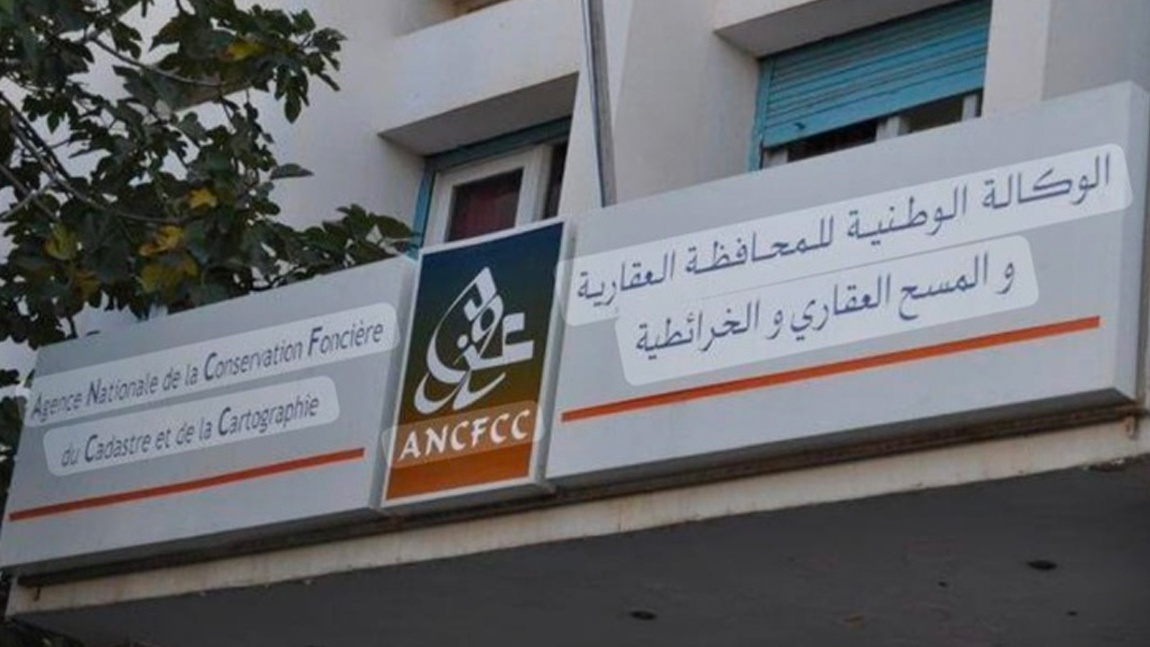 الوكالة الوطنية للمحافظة العقارية
و المسح العقاري و الخرائطية
Agence Nationale de la Conservation Foncière
du Cadastre et de la Cartographie
ANCFCC